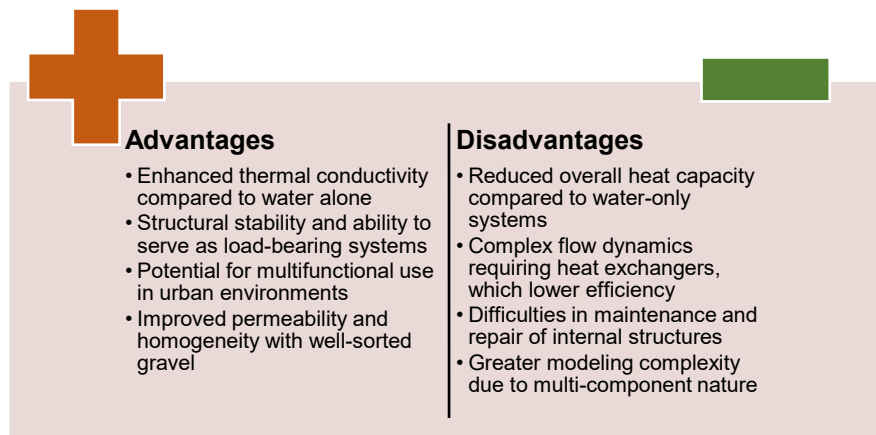 Advantages
• Enhanced thermal conductivity
compared to water alone
• Structural stability and ability to
serve as load-bearing systems
• Potential for multifunctional use
in urban environments
• Improved permeability and
homogeneity with well-sorted
gravel
Disadvantages
• Reduced overall heat capacity
compared to water-only
systems
• Complex flow dynamics
requiring heat exchangers,
which lower efficiency
• Difficulties in maintenance and
repair of internal structures
• Greater modeling complexity
due to multi-component nature